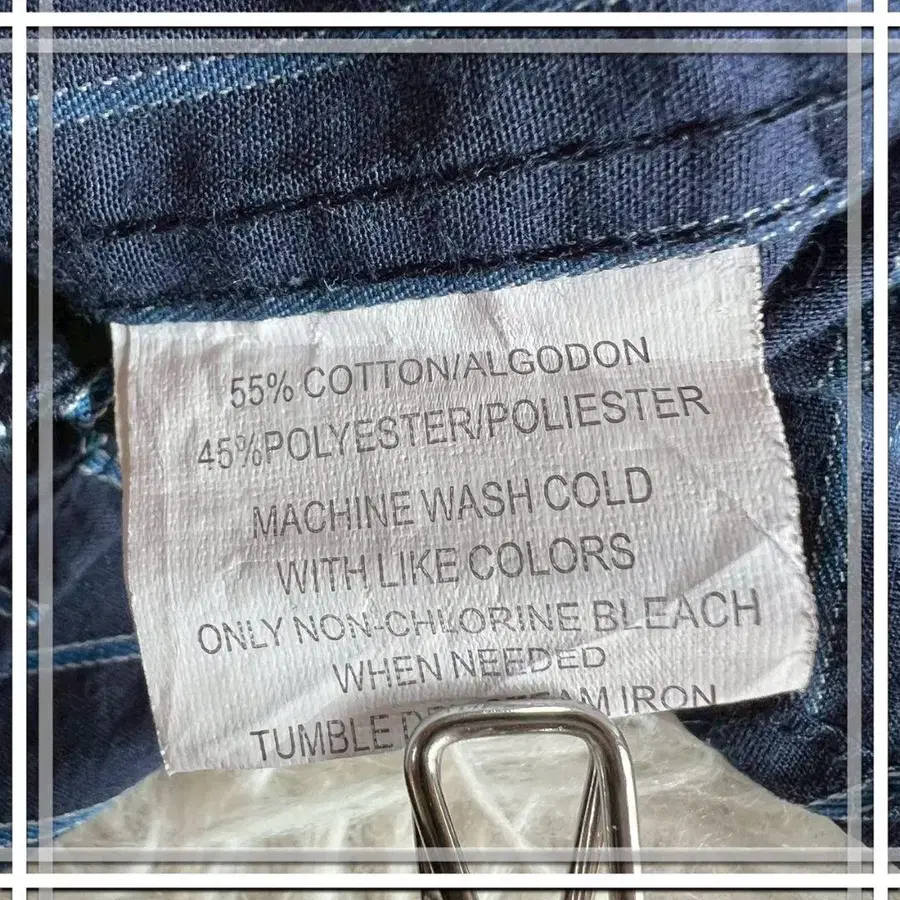 55% COTTON/ALGODON
45%POLYESTER/POLIESTER
MACHINE WASH COLD
WITH LIKE COLORS
ONLY NON-CHLORINE BLEACH
WHEN NEEDED
TUMBLE IRON